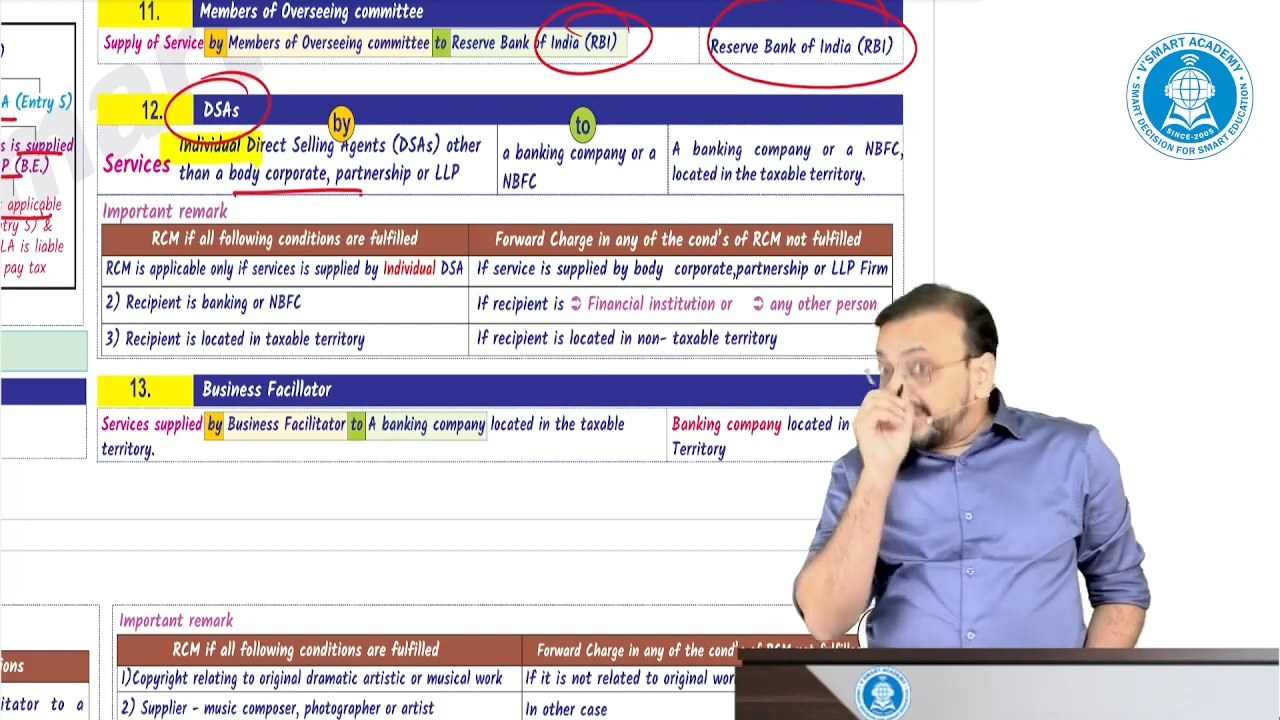 11. Members of Overseeing committee
Supply of Service by Members of Overseeing committee to Reserve Bank of India (RBI)
Reserve Bank of India (RBI)
A (Entry 5)
s is supplied
P (B.E.)
applicable
try 5) &
LA is liable
pay tax
12. DSAs
by
to
Services
Individual Direct Selling Agents (DSAs) other
than a body corporate, partnership or LLP
a banking company or a
NBFC
A banking company or a NBFC,
located in the taxable territory.
Important remark
RCM if all following conditions are fulfilled
Forward Charge in any of the cond's of RCM not fulfilled
RCM is applicable only if services is supplied by Individual DSA
If service is supplied by body corporate,partnership or LLP Firm
2) Recipient is banking or NBFC
If recipient is ➲ Financial institution or ➲ any other person
3) Recipient is located in taxable territory
If recipient is located in non- taxable territory
13. Business Facillator
Services supplied by Business Facilitator to A banking company located in the taxable
territory.
Banking company located in
Territory
Important remark
RCM if all following conditions are fulfilled
Forward Charge in any of the cond's of RCM not
1)Copyright relating to original dramatic artistic or musical work
If it is not related to original
2) Supplier - music composer, photographer or artist
In other case
ions
itator to a
V'SMART ACADEMY
SMART DECISION FOR SMART EDUCATION
SINCE-2005